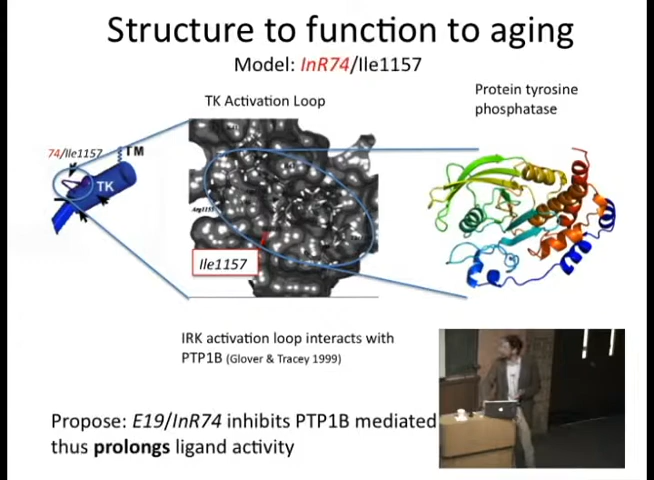 Structure to function to aging
Model: InR74/Ile1157
Protein tyrosine
phosphatase
TK Activation Loop
74/Ile1157
TM
TK
Ile1157
IRK activation loop interacts with
PTP1B (Glover & Tracey 1999)
Propose: E19/InR74 inhibits PTP1B mediated
thus prolongs ligand activity